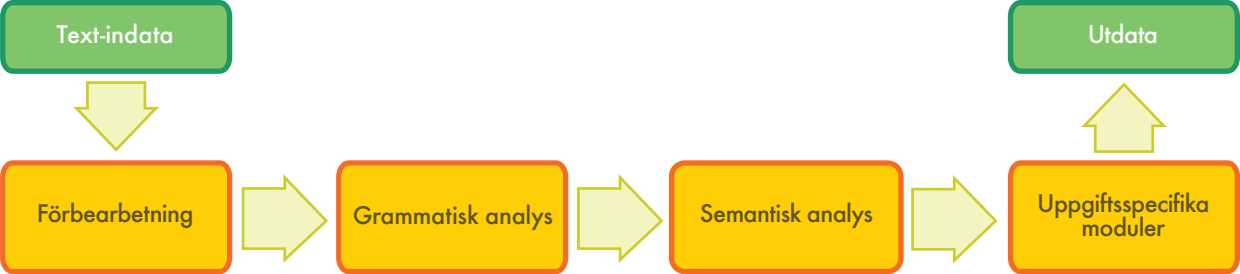 Text-indata
Utdata
Förbearbetning
Grammatisk analys
Semantisk analys
Uppgiftsspecifika
moduler